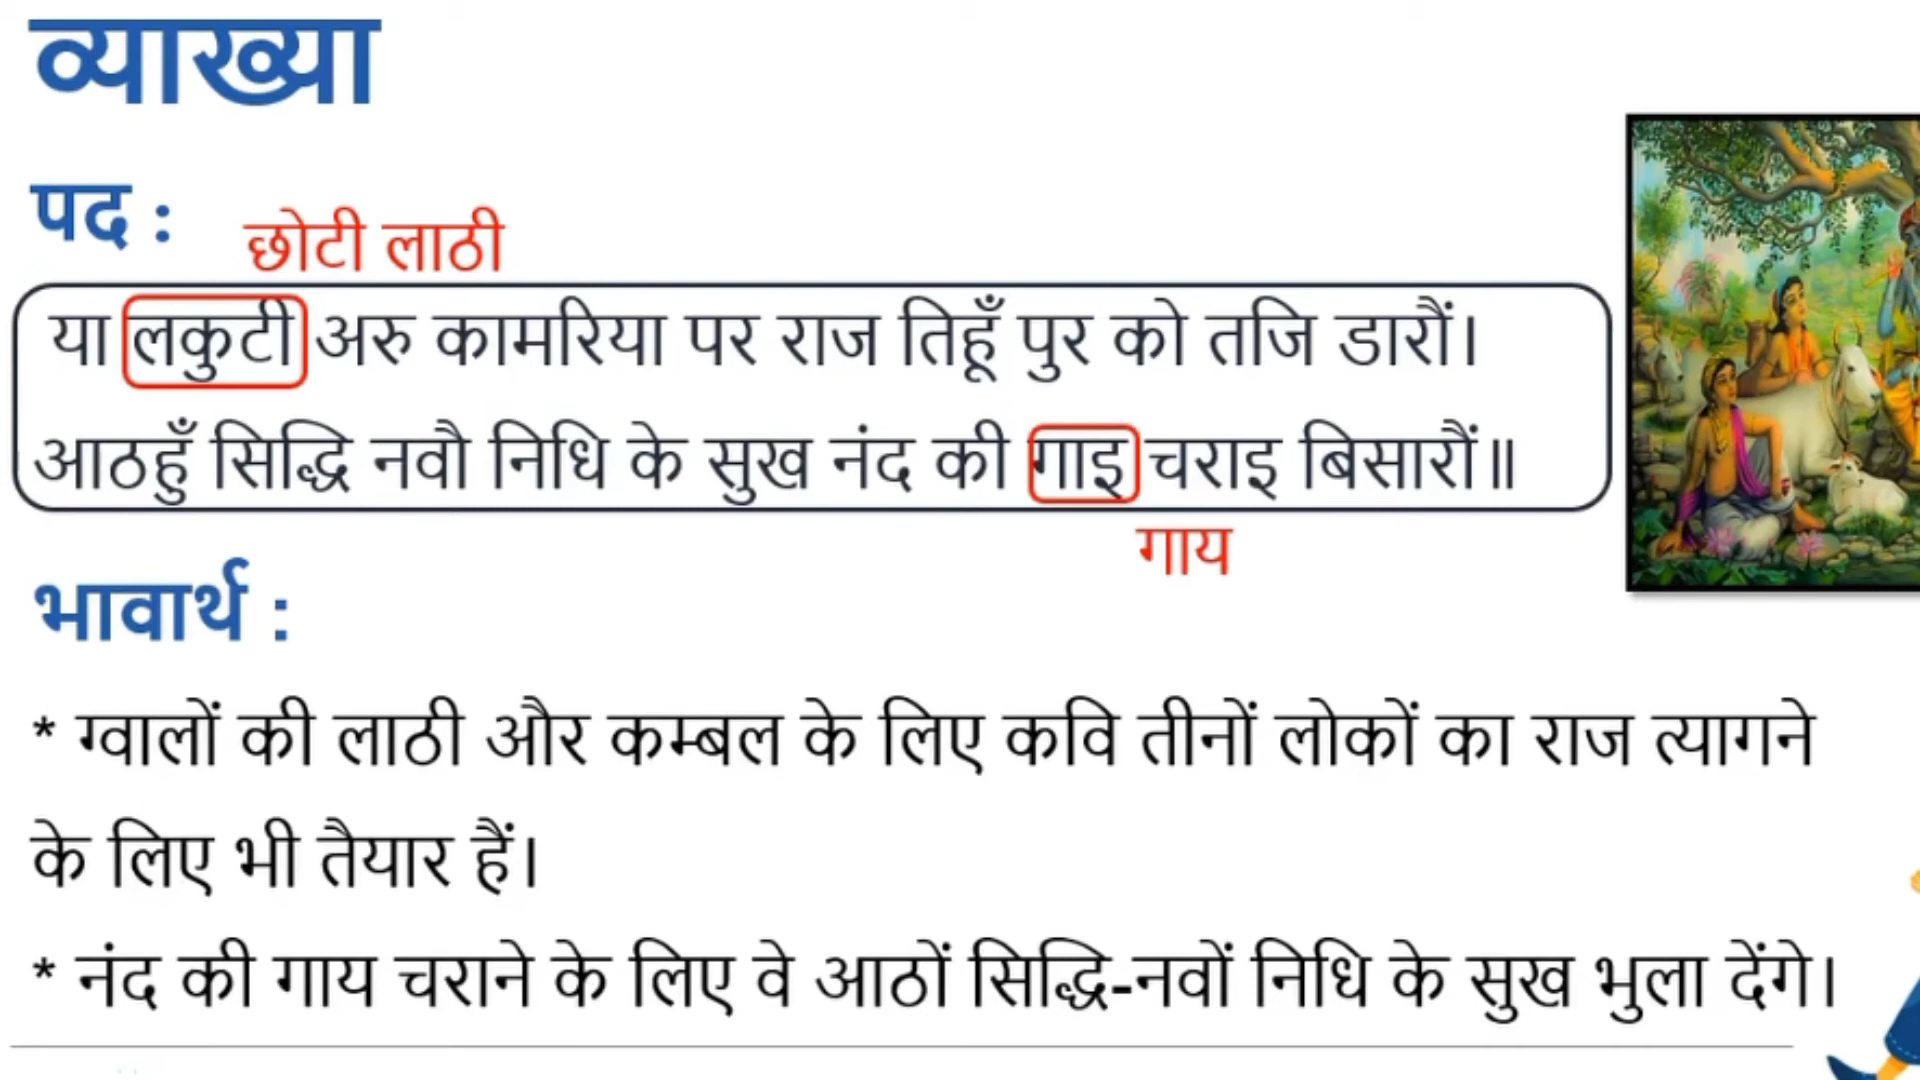 व्याख्या
पद :
छोटी लाठी
या लकुटी अरु कामरिया पर राज तिहूँ पुर को तजि डारौं।
आठहुँ सिद्धि नवौ निधि के सुख नंद की गाइ चराइ बिसारौं॥
गाय
भावार्थ :
* ग्वालों की लाठी और कम्बल के लिए कवि तीनों लोकों का राज त्यागने
के लिए भी तैयार हैं।
* नंद की गाय चराने के लिए वे आठों सिद्धि-नवों निधि के सुख भुला देंगे।